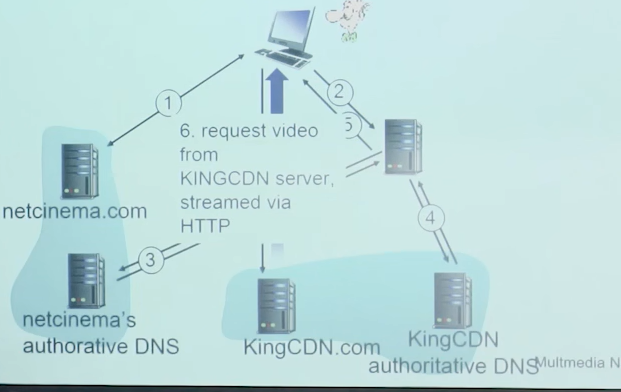 1
2
5
6. request video
from
KINGCDN server,
streamed via
HTTP
netcinema.com
3
4
netcinema's
authorative DNS
KingCDN.com
KingCDN
authoritative DNS
Multmedia N